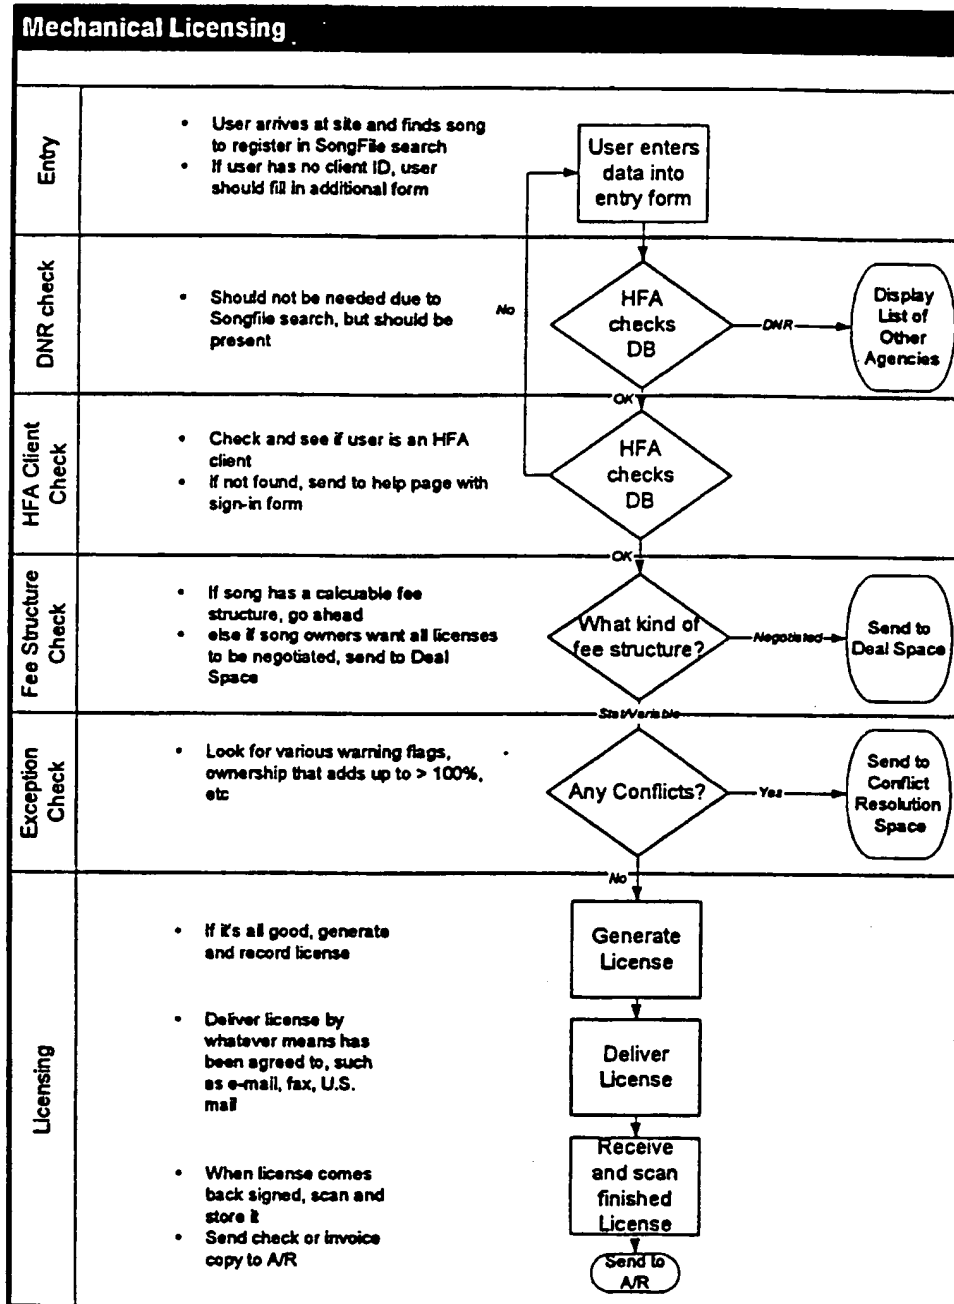 Mechanical Licensing
Entry
• User arrives at site and finds song
to register in SongFile search
• If user has no client ID, user
should fill in additional form
User enters
data into
entry form
DNR check
• Should not be needed due to
Songfile search, but should be
present
No
HFA
checks
DB
DNR
Display
List of
Other
Agencies
OK
HFA Client
Check
• Check and see if user is an HFA
client
• If not found, send to help page with
sign-in form
HFA
checks
DB
OK
Fee Structure
Check
• If song has a calcuable fee
structure, go ahead
• else if song owners want all licenses
to be negotiated, send to Deal
Space
What kind of
fee structure?
Negotiated
Send to
Deal Space
Stat/Variable
Exception
Check
• Look for various warning flags,
ownership that adds up to > 100%,
etc
Any Conflicts?
Yes
Send to
Conflict
Resolution
Space
No
Licensing
• If it's all good, generate
and record license
Generate
License
• Deliver license by
whatever means has
been agreed to, such
as e-mail, fax, U.S.
mail
Deliver
License
• When license comes
back signed, scan and
store it
• Send check or invoice
copy to A/R
Receive
and scan
finished
License
Send to
A/R